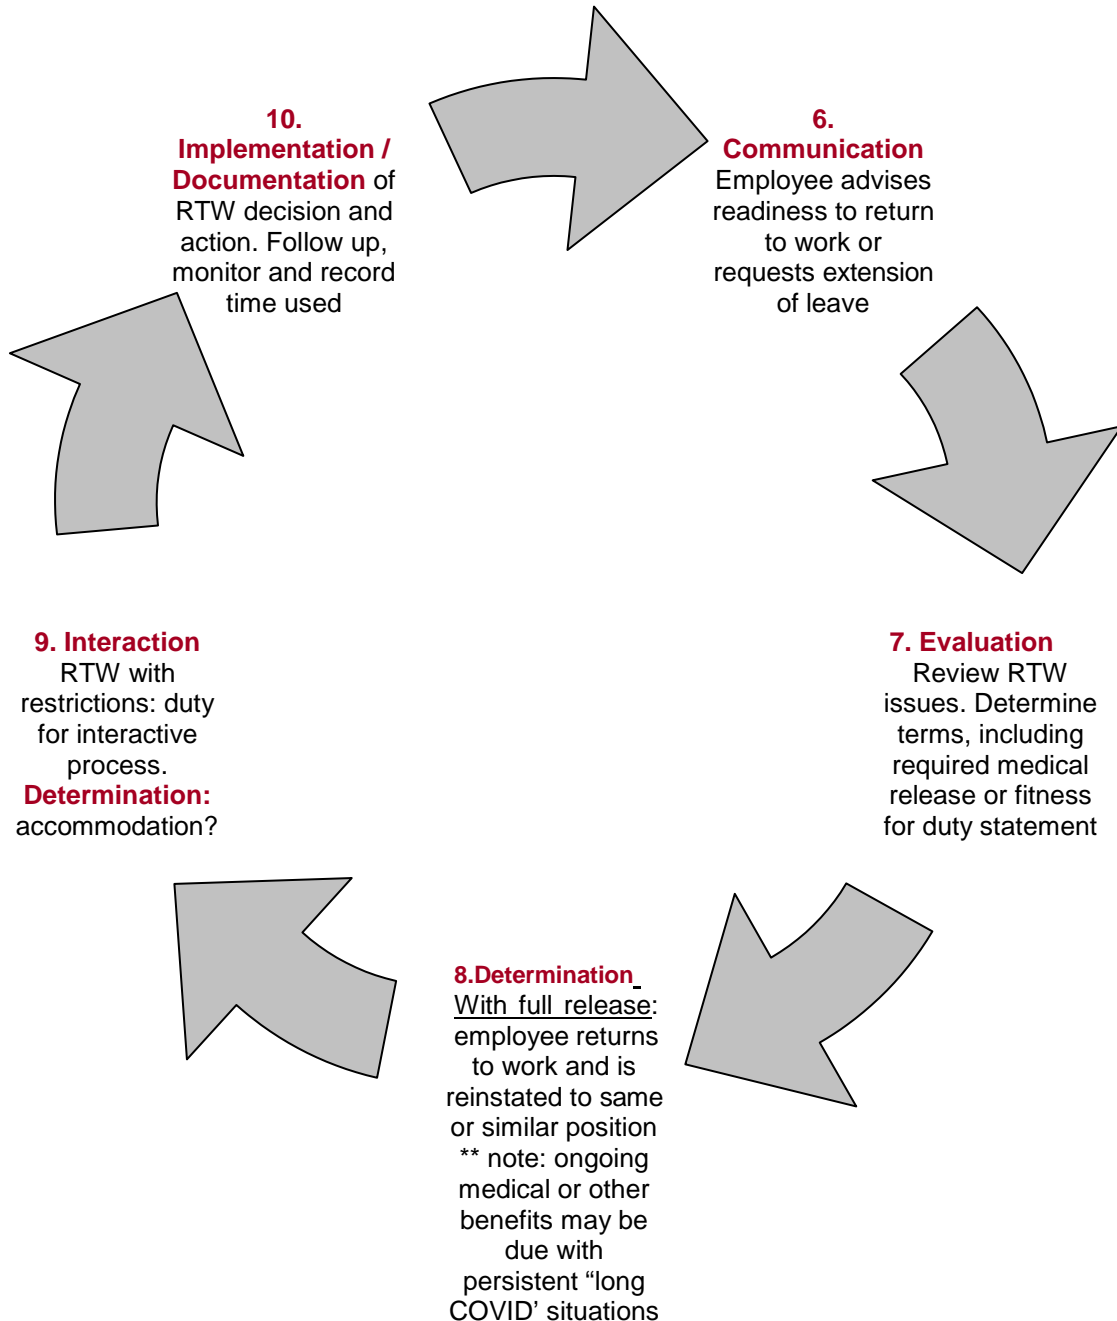 10.
Implementation /
Documentation of
RTW decision and
action. Follow up,
monitor and record
time used
6.
Communication
Employee advises
readiness to return
to work or
requests extension
of leave
7. Evaluation
Review RTW
issues. Determine
terms, including
required medical
release or fitness
for duty statement
8.Determination
With full release:
employee returns
to work and is
reinstated to same
or similar position
** note: ongoing
medical or other
benefits may be
due with
persistent “long
COVID’ situations
9. Interaction
RTW with
restrictions: duty
for interactive
process.
Determination:
accommodation?